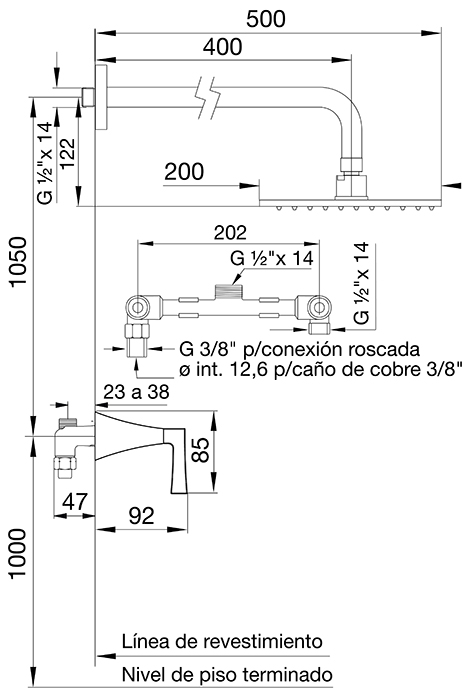 500
400
G ½"x 14
122
200
1050
202
G ½"x 14
G ½"x 14
G 3/8" p/conexión roscada
ø int. 12,6 p/caño de cobre 3/8"
23 a 38
85
47
92
1000
Línea de revestimiento
Nivel de piso terminado